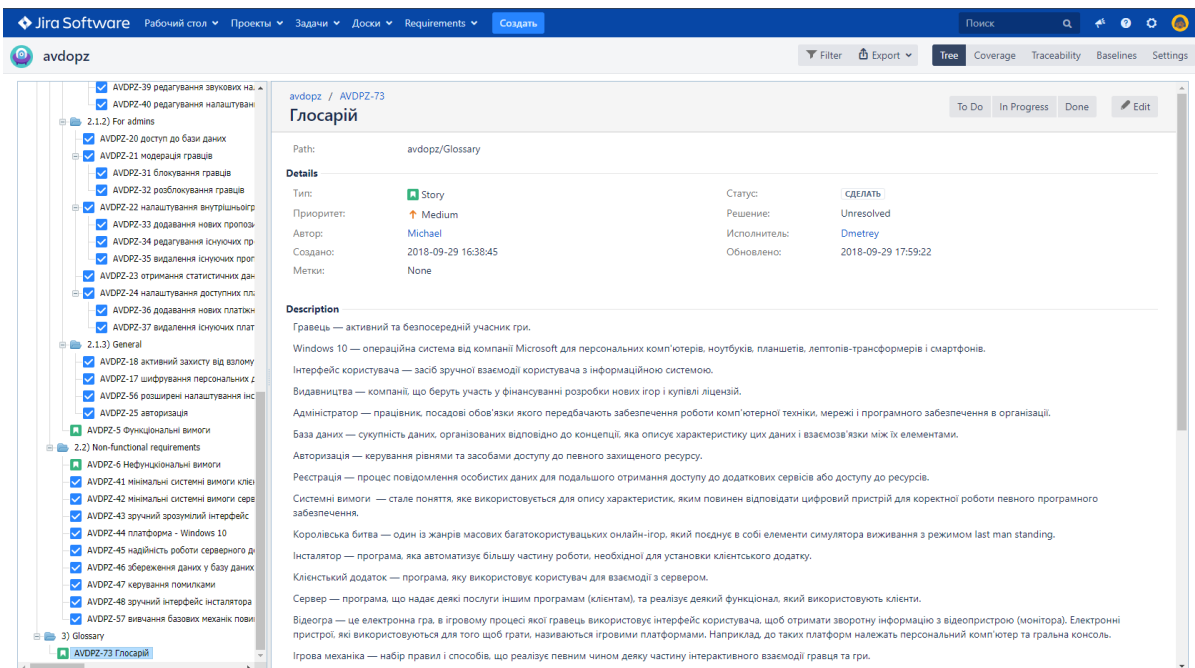 Jira Software Рабочий стол Проекты Задачи Доски Requirements Создать Поиск
avdopz Filter Export Tree Coverage Traceability Baselines Settings
AVDPZ-39 редагування звукових на
AVDPZ-40 редагування налаштуван
2.1.2) For admins
AVDPZ-20 доступ до бази даних
AVDPZ-21 модерація гравців
AVDPZ-31 блокування гравців
AVDPZ-32 розблокування гравців
AVDPZ-22 налаштування внутрішньоігр
AVDPZ-33 додавання нових пропози
AVDPZ-34 редагування існуючих пр
AVDPZ-35 видалення існуючих проп
AVDPZ-23 отримання статистичних дан
AVDPZ-24 налаштування доступних пла
AVDPZ-36 додавання нових платіжн
AVDPZ-37 видалення існуючих плат
2.1.3) General
AVDPZ-18 активний захисту від взлому
AVDPZ-17 шифрування персональних д
AVDPZ-56 розширені налаштування інс
AVDPZ-25 авторизація
AVDPZ-5 Функціональні вимоги
2.2) Non-functional requirements
AVDPZ-6 Нефункціональні вимоги
AVDPZ-41 мінімальні системні вимоги клієн
AVDPZ-42 мінімальні системні вимоги серв
AVDPZ-43 зручний зрозумілий інтерфейс
AVDPZ-44 платформа - Windows 10
AVDPZ-45 надійність роботи серверного д
AVDPZ-46 збереження даних у базу даних
AVDPZ-47 керування помилками
AVDPZ-48 зручний інтерфейс інсталятора
AVDPZ-57 вивчання базових механік пови
3) Glossary
AVDPZ-73 Глосарій
avdopz / AVDPZ-73
Глосарій
To Do In Progress Done Edit
Path: avdopz/Glossary
Details
Тип: Story Статус: СДЕЛАТЬ
Приоритет: Medium Решение: Unresolved
Автор: Michael Исполнитель: Dmetrey
Создано: 2018-09-29 16:38:45 Обновлено: 2018-09-29 17:59:22
Метки: None
Description
Гравець — активний та безпосередній учасник гри.
Windows 10 — операційна система від компанії Microsoft для персональних комп'ютерів, ноутбуків, планшетів, лептопів-трансформерів і смартфонів.
Інтерфейс користувача — засіб зручної взаємодії користувача з інформаційною системою.
Видавництва — компанії, що беруть участь у фінансуванні розробки нових ігор і купівлі ліцензій.
Адміністратор — працівник, посадові обов'язки якого передбачають забезпечення роботи комп'ютерної техніки, мережі і програмного забезпечення в організації.
База даних — сукупність даних, організованих відповідно до концепції, яка описує характеристику цих даних і взаємозв'язки між їх елементами.
Авторизація — керування рівнями та засобами доступу до певного захищеного ресурсу.
Реєстрація — процес повідомлення особистих даних для подальшого отримання доступу до додаткових сервісів або доступу до ресурсів.
Системні вимоги — стале поняття, яке використовується для опису характеристик, яким повинен відповідати цифровий пристрій для коректної роботи певного програмного
забезпечення.
Королівська битва — один із жанрів масових багатокористувацьких онлайн-ігор, який поєднує в собі елементи симулятора виживання з режимом last man standing.
Інсталятор — програма, яка автоматизує більшу частину роботи, необхідної для установки клієнтського додатку.
Клієнський додаток — програма, яку використовує користувач для взаємодії з сервером.
Сервер — програма, що надає деякі послуги іншим програмам (клієнтам), та реалізує деякий функціонал, який використовують клієнти.
Відеогра — це електронна гра, в ігровому процесі якої гравець використовує інтерфейс користувача, щоб отримати зворотну інформацію з відеопристрою (монітора). Електронні
пристрої, які використовуються для того щоб грати, називаються ігровими платформами. Наприклад, до таких платформ належать персональний комп'ютер та гральна консоль.
Ігрова механіка — набір правил і способів, що реалізує певним чином деяку частину інтерактивного взаємодії гравця та гри.